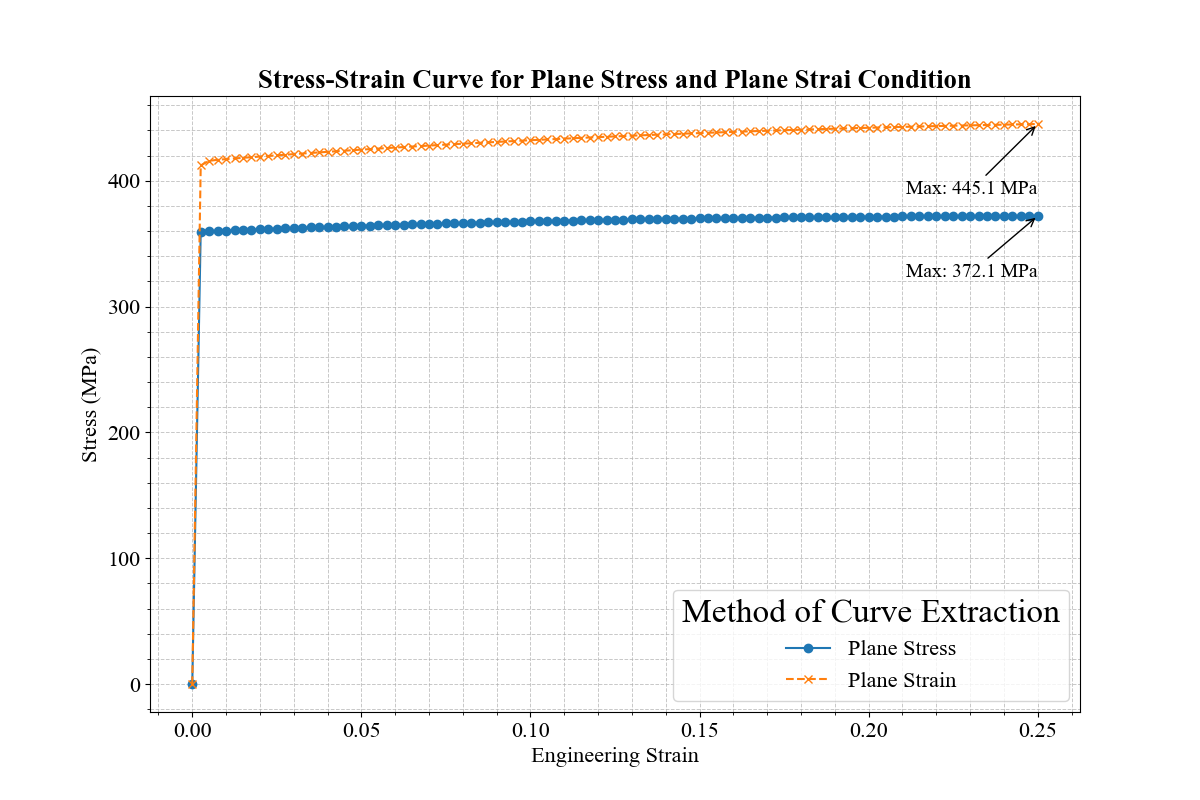 Stress-Strain Curve for Plane Stress and Plane Strai Condition
Max: 445.1 MPa
Max: 372.1 MPa
Stress (MPa)
400
300
200
100
0
Method of Curve Extraction
Plane Stress
Plane Strain
0.00 0.05 0.10 0.15 0.20 0.25
Engineering Strain